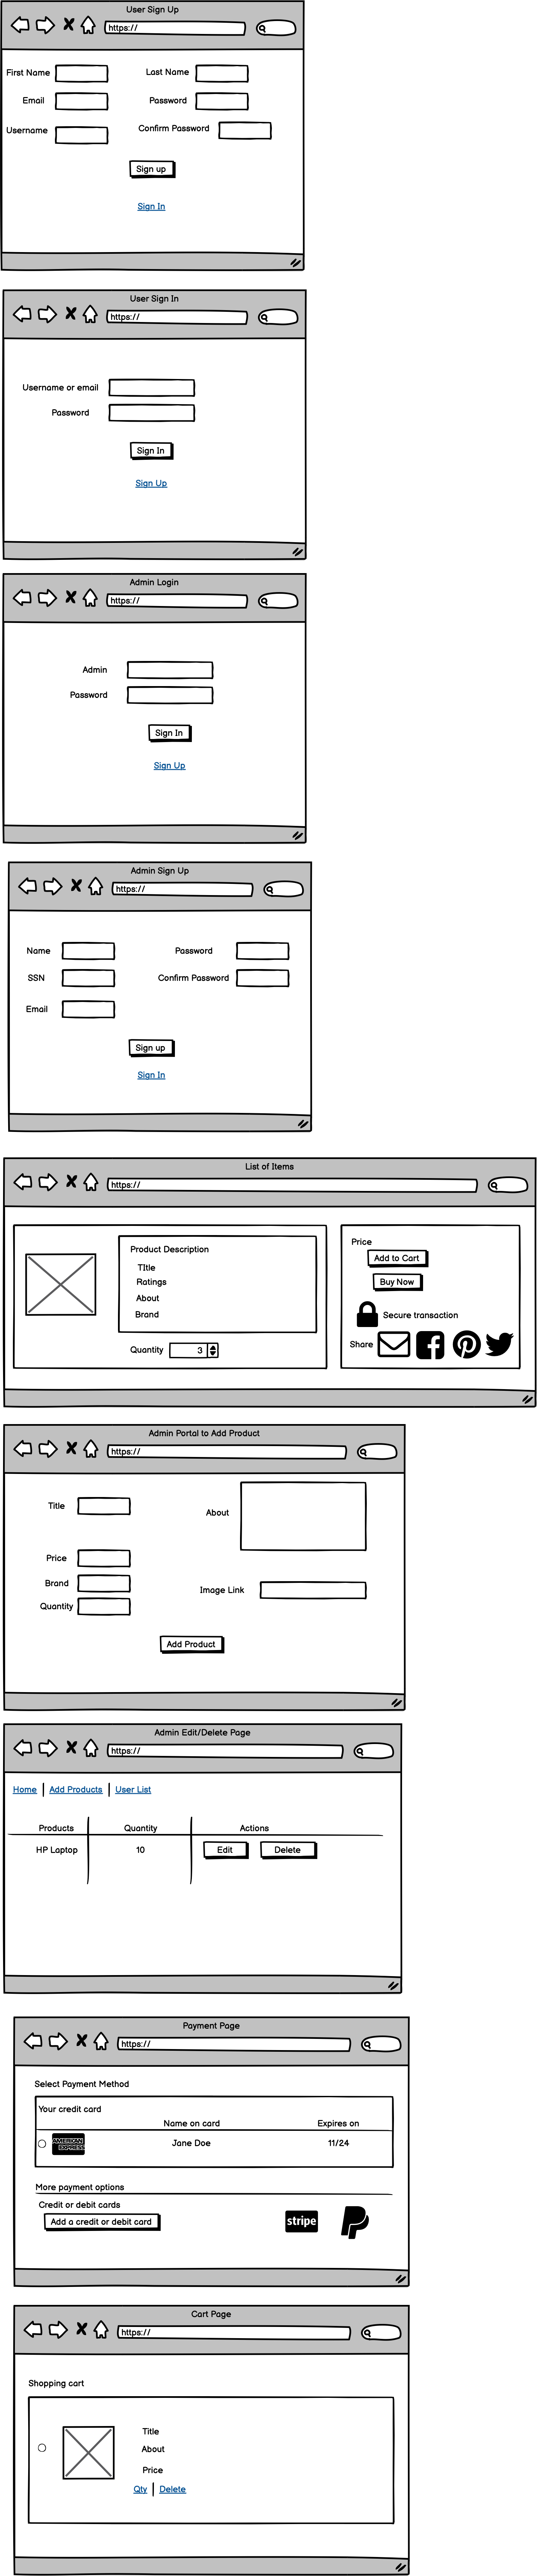 User Sign Up
https://
First Name
Last Name
Email
Password
Username
Confirm Password
Sign up
Sign In
User Sign In
https://
Username or email
Password
Sign In
Sign Up
Admin Login
https://
Admin
Password
Sign In
Sign Up
Admin Sign Up
https://
Name
Password
SSN
Confirm Password
Email
Sign up
Sign In
List of Items
https://
Product Description
TItle
Ratings
About
Brand
Quantity 3
Price
Add to Cart
Buy Now
Secure transaction
Share
Admin Portal to Add Product
https://
Title
About
Price
Brand
Image Link
Quantity
Add Product
Admin Edit/Delete Page
https://
Home Add Products User List
Products Quantity Actions
HP Laptop 10 Edit Delete
Payment Page
https://
Select Payment Method
Your credit card
Name on card Expires on
AMERICAN
EXPRESS
Jane Doe 11/24
More payment options
Credit or debit cards
Add a credit or debit card
stripe
Cart Page
https://
Shopping cart
Title
About
Price
Qty Delete